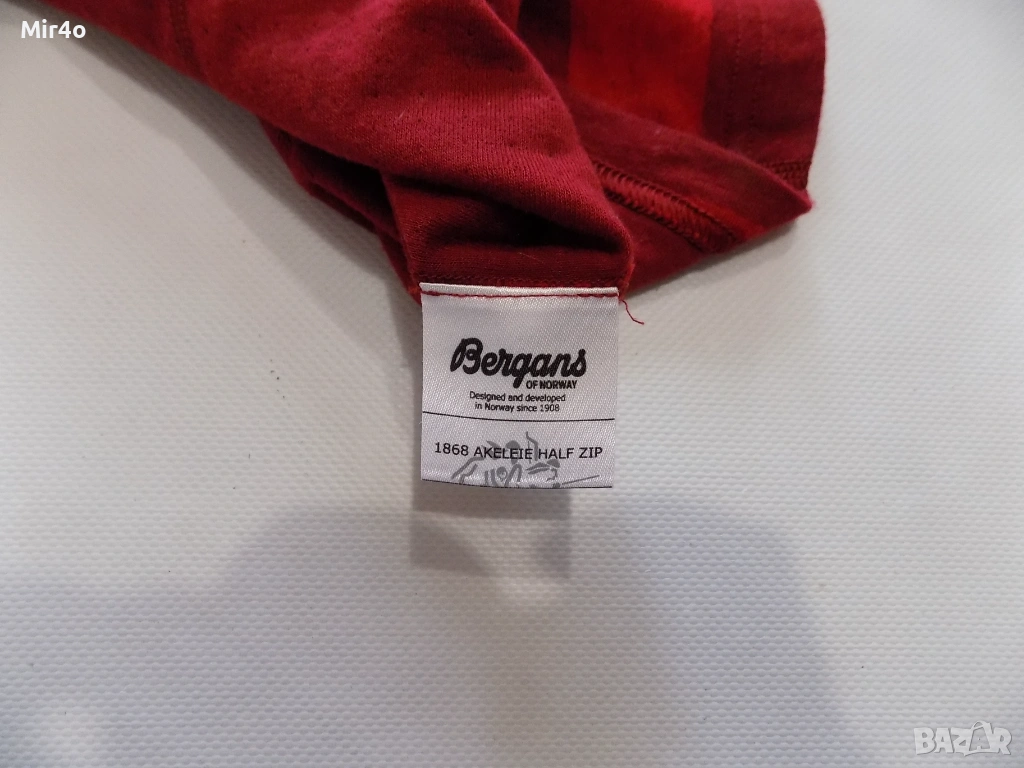 Mir4o
Bergans
OF NORWAY
Designed and developed
in Norway since 1908
1868 AKELEIE HALF ZIP
BAZAR